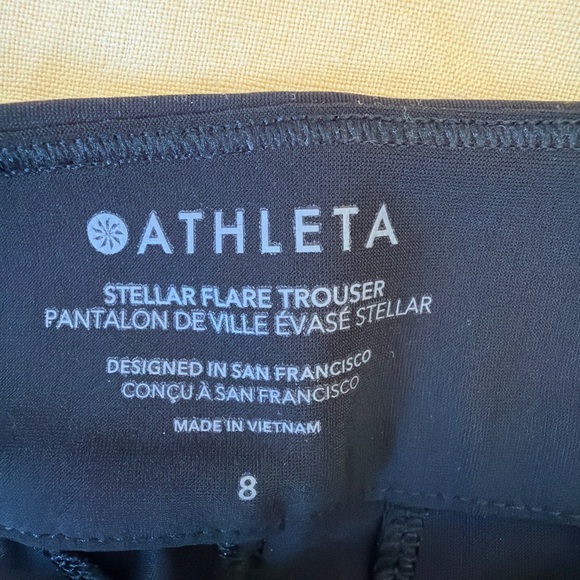 ATHLETA
STELLAR FLARE TROUSER
PANTALON DE VILLE ÉVASÉ STELLAR
DESIGNED IN SAN FRANCISCO
CONÇU À SAN FRANCISCO
MADE IN VIETNAM
8